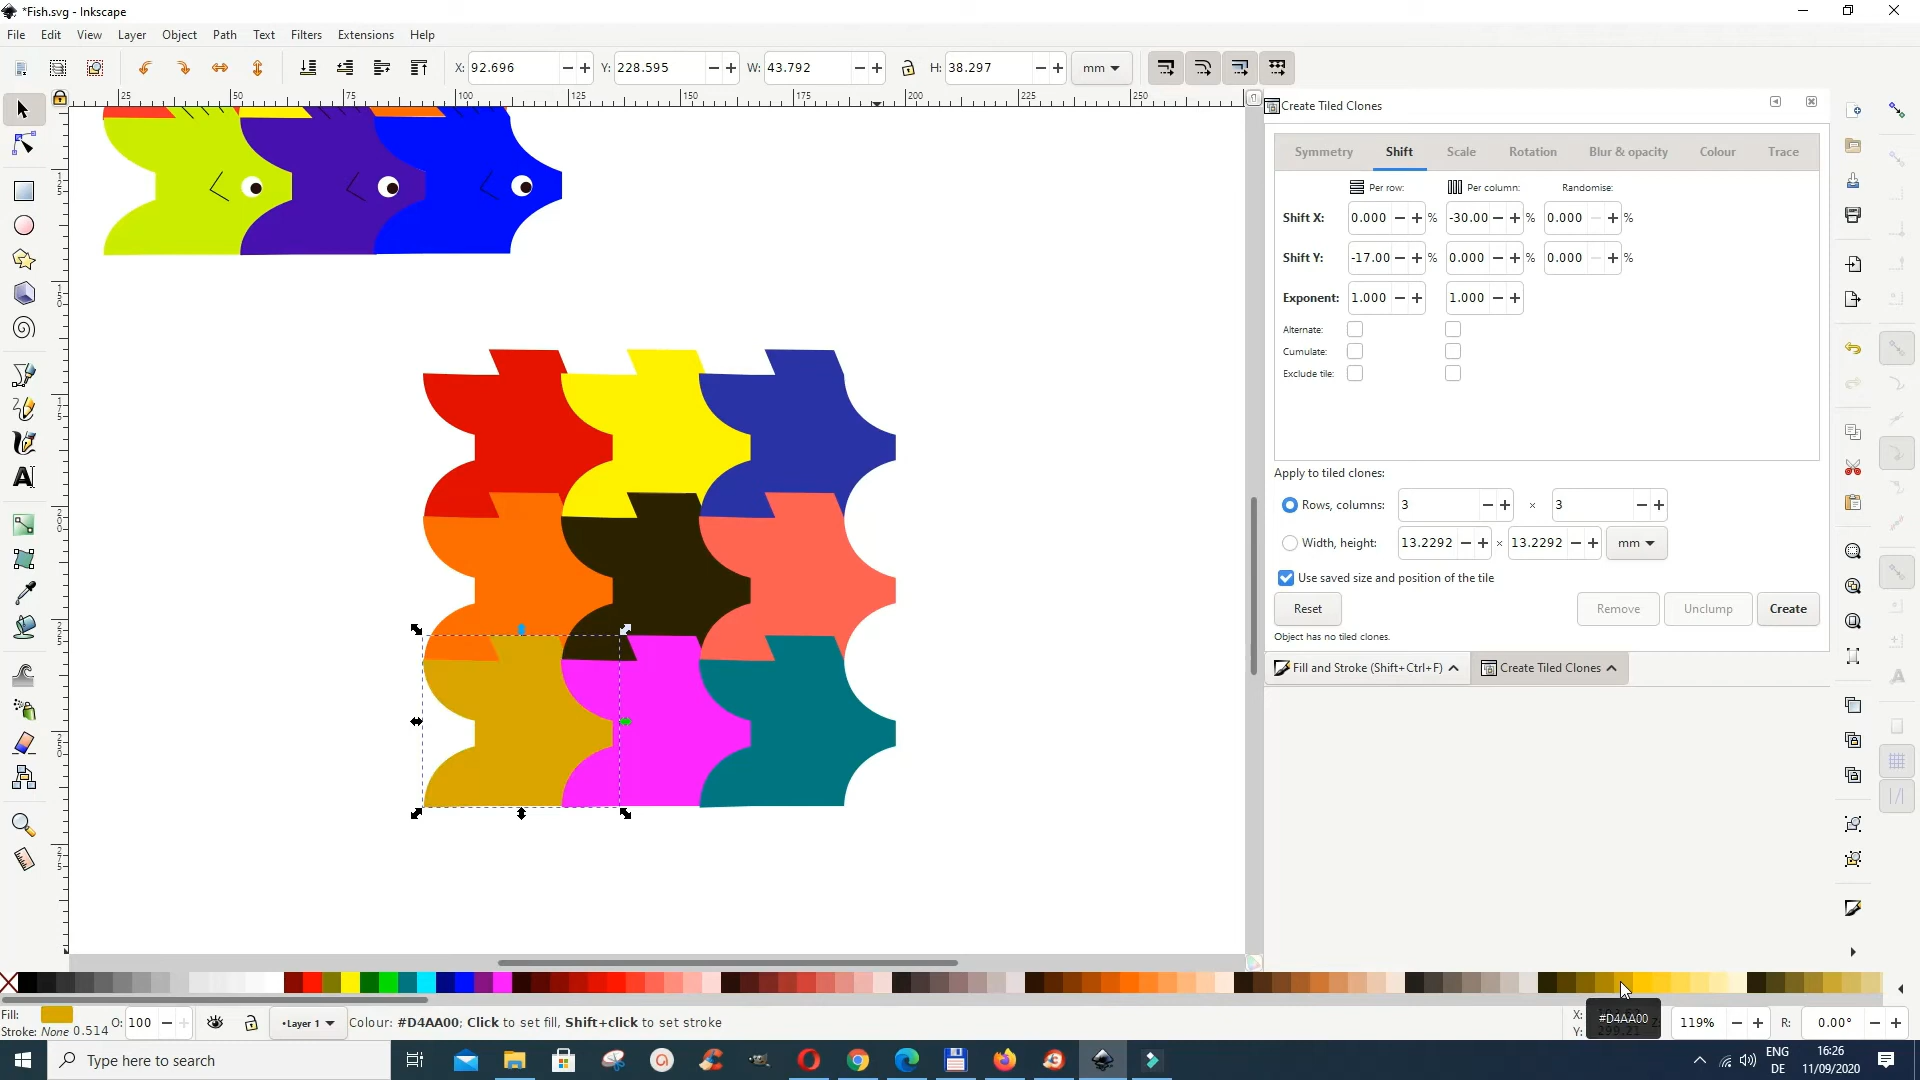 *Fish.svg - Inkscape
File Edit View Layer Object Path Text Filters Extensions Help
X: 92.696 Y: 228.595 W: 43.792 H: 38.297 mm
25 50 75 100 125 150 175 200 225 250
125
150
175
200
225
250
275
Create Tiled Clones
Symmetry Shift Scale Rotation Blur & opacity Colour Trace
Per row: Per column: Randomise:
Shift X: 0.000 % -30.00 % 0.000 %
Shift Y: -17.00 % 0.000 % 0.000 %
Exponent: 1.000 1.000
Alternate:
Cumulate:
Exclude tile:
Apply to tiled clones:
Rows, columns: 3 × 3
Width, height: 13.2292 × 13.2292 mm
Use saved size and position of the tile
Reset Remove Unclump Create
Object has no tiled clones.
Fill and Stroke (Shift+Ctrl+F) Create Tiled Clones
Fill:
Stroke: None 0.514 O: 100 •Layer 1 Colour: #D4AA00; Click to set fill, Shift+click to set stroke
X:
Y:
#D4AA00
119% R: 0.00°
Type here to search
ENG
DE
16:26
11/09/2020